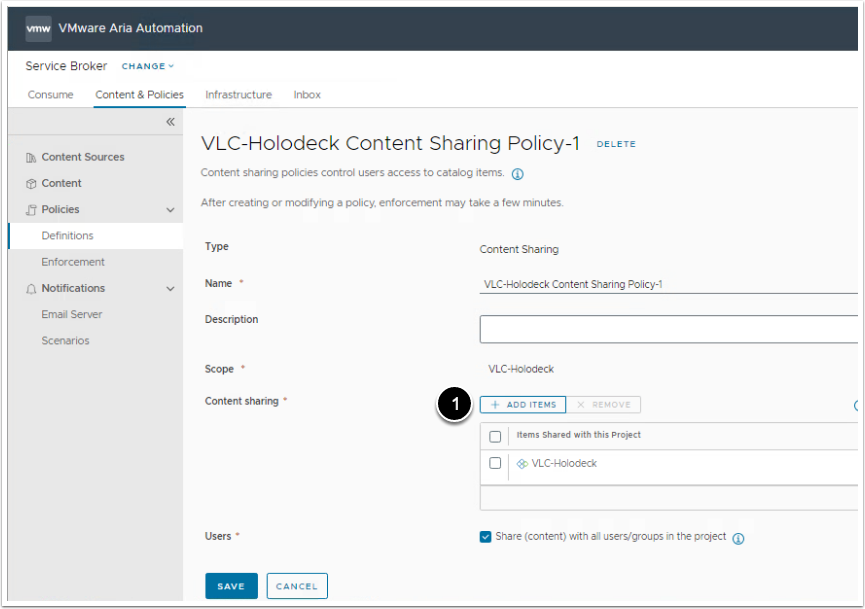 vmw VMware Aria Automation
Service Broker CHANGE
Consume Content & Policies Infrastructure Inbox
Content Sources
Content
Policies
Definitions
Enforcement
Notifications
Email Server
Scenarios
VLC-Holodeck Content Sharing Policy-1 DELETE
Content sharing policies control users access to catalog items.
After creating or modifying a policy, enforcement may take a few minutes.
Type Content Sharing
Name * VLC-Holodeck Content Sharing Policy-1
Description
Scope * VLC-Holodeck
Content sharing * 1 + ADD ITEMS × REMOVE
Items Shared with this Project
VLC-Holodeck
Users * Share (content) with all users/groups in the project
SAVE CANCEL